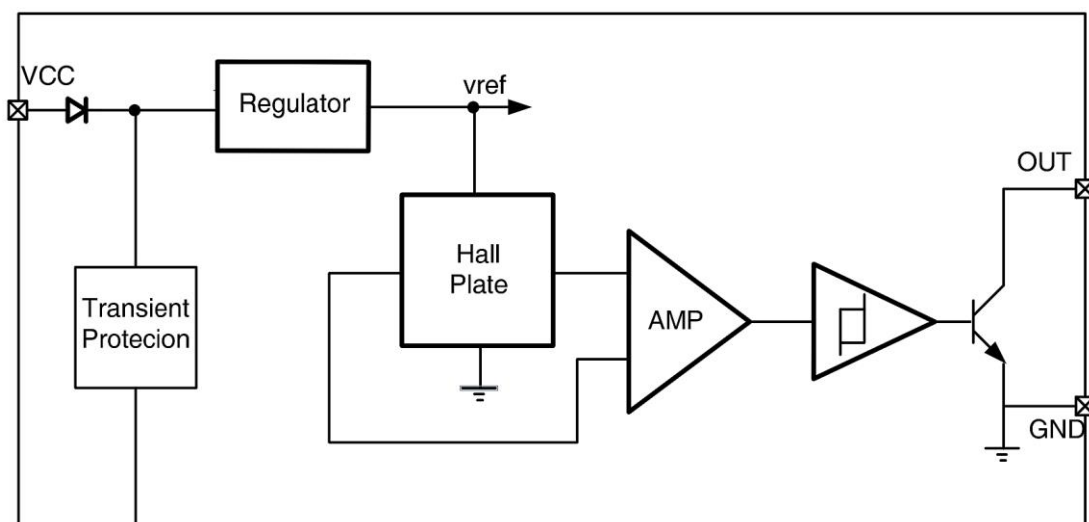 VCC
Regulator
vref
OUT
Hall
Plate
Transient
Protecion
AMP
GND